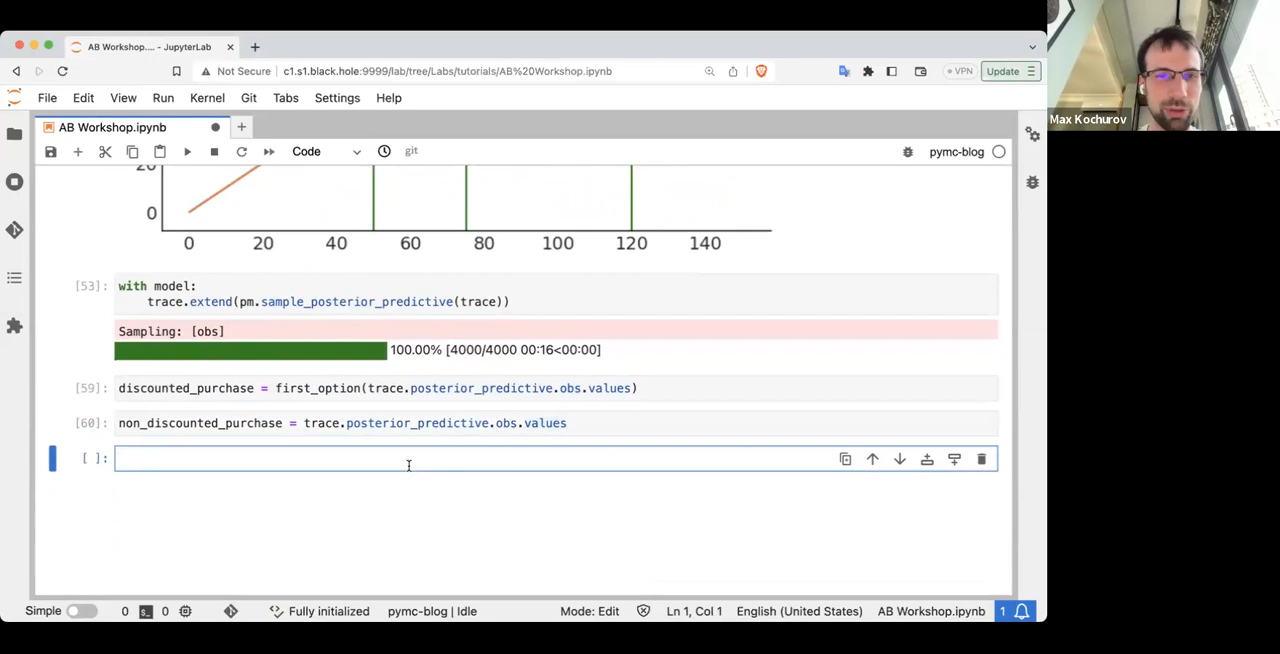 AB Workshop.... - JupyterLab
Not Secure | c1.s1.black.hole:9999/lab/tree/Labs/tutorials/AB%20Workshop.ipynb
VPN
Update
Max Kochurov
File Edit View Run Kernel Git Tabs Settings Help
AB Workshop.ipynb
Code
git
pymc-blog
20
0
0 20 40 60 80 100 120 140
[53]: with model:
trace.extend(pm.sample_posterior_predictive(trace))
Sampling: [obs]
100.00% [4000/4000 00:16<00:00]
[59]: discounted_purchase = first_option(trace.posterior_predictive.obs.values)
[60]: non_discounted_purchase = trace.posterior_predictive.obs.values
[ ]:
Simple 0 0 Fully initialized pymc-blog | Idle Mode: Edit Ln 1, Col 1 English (United States) AB Workshop.ipynb 1